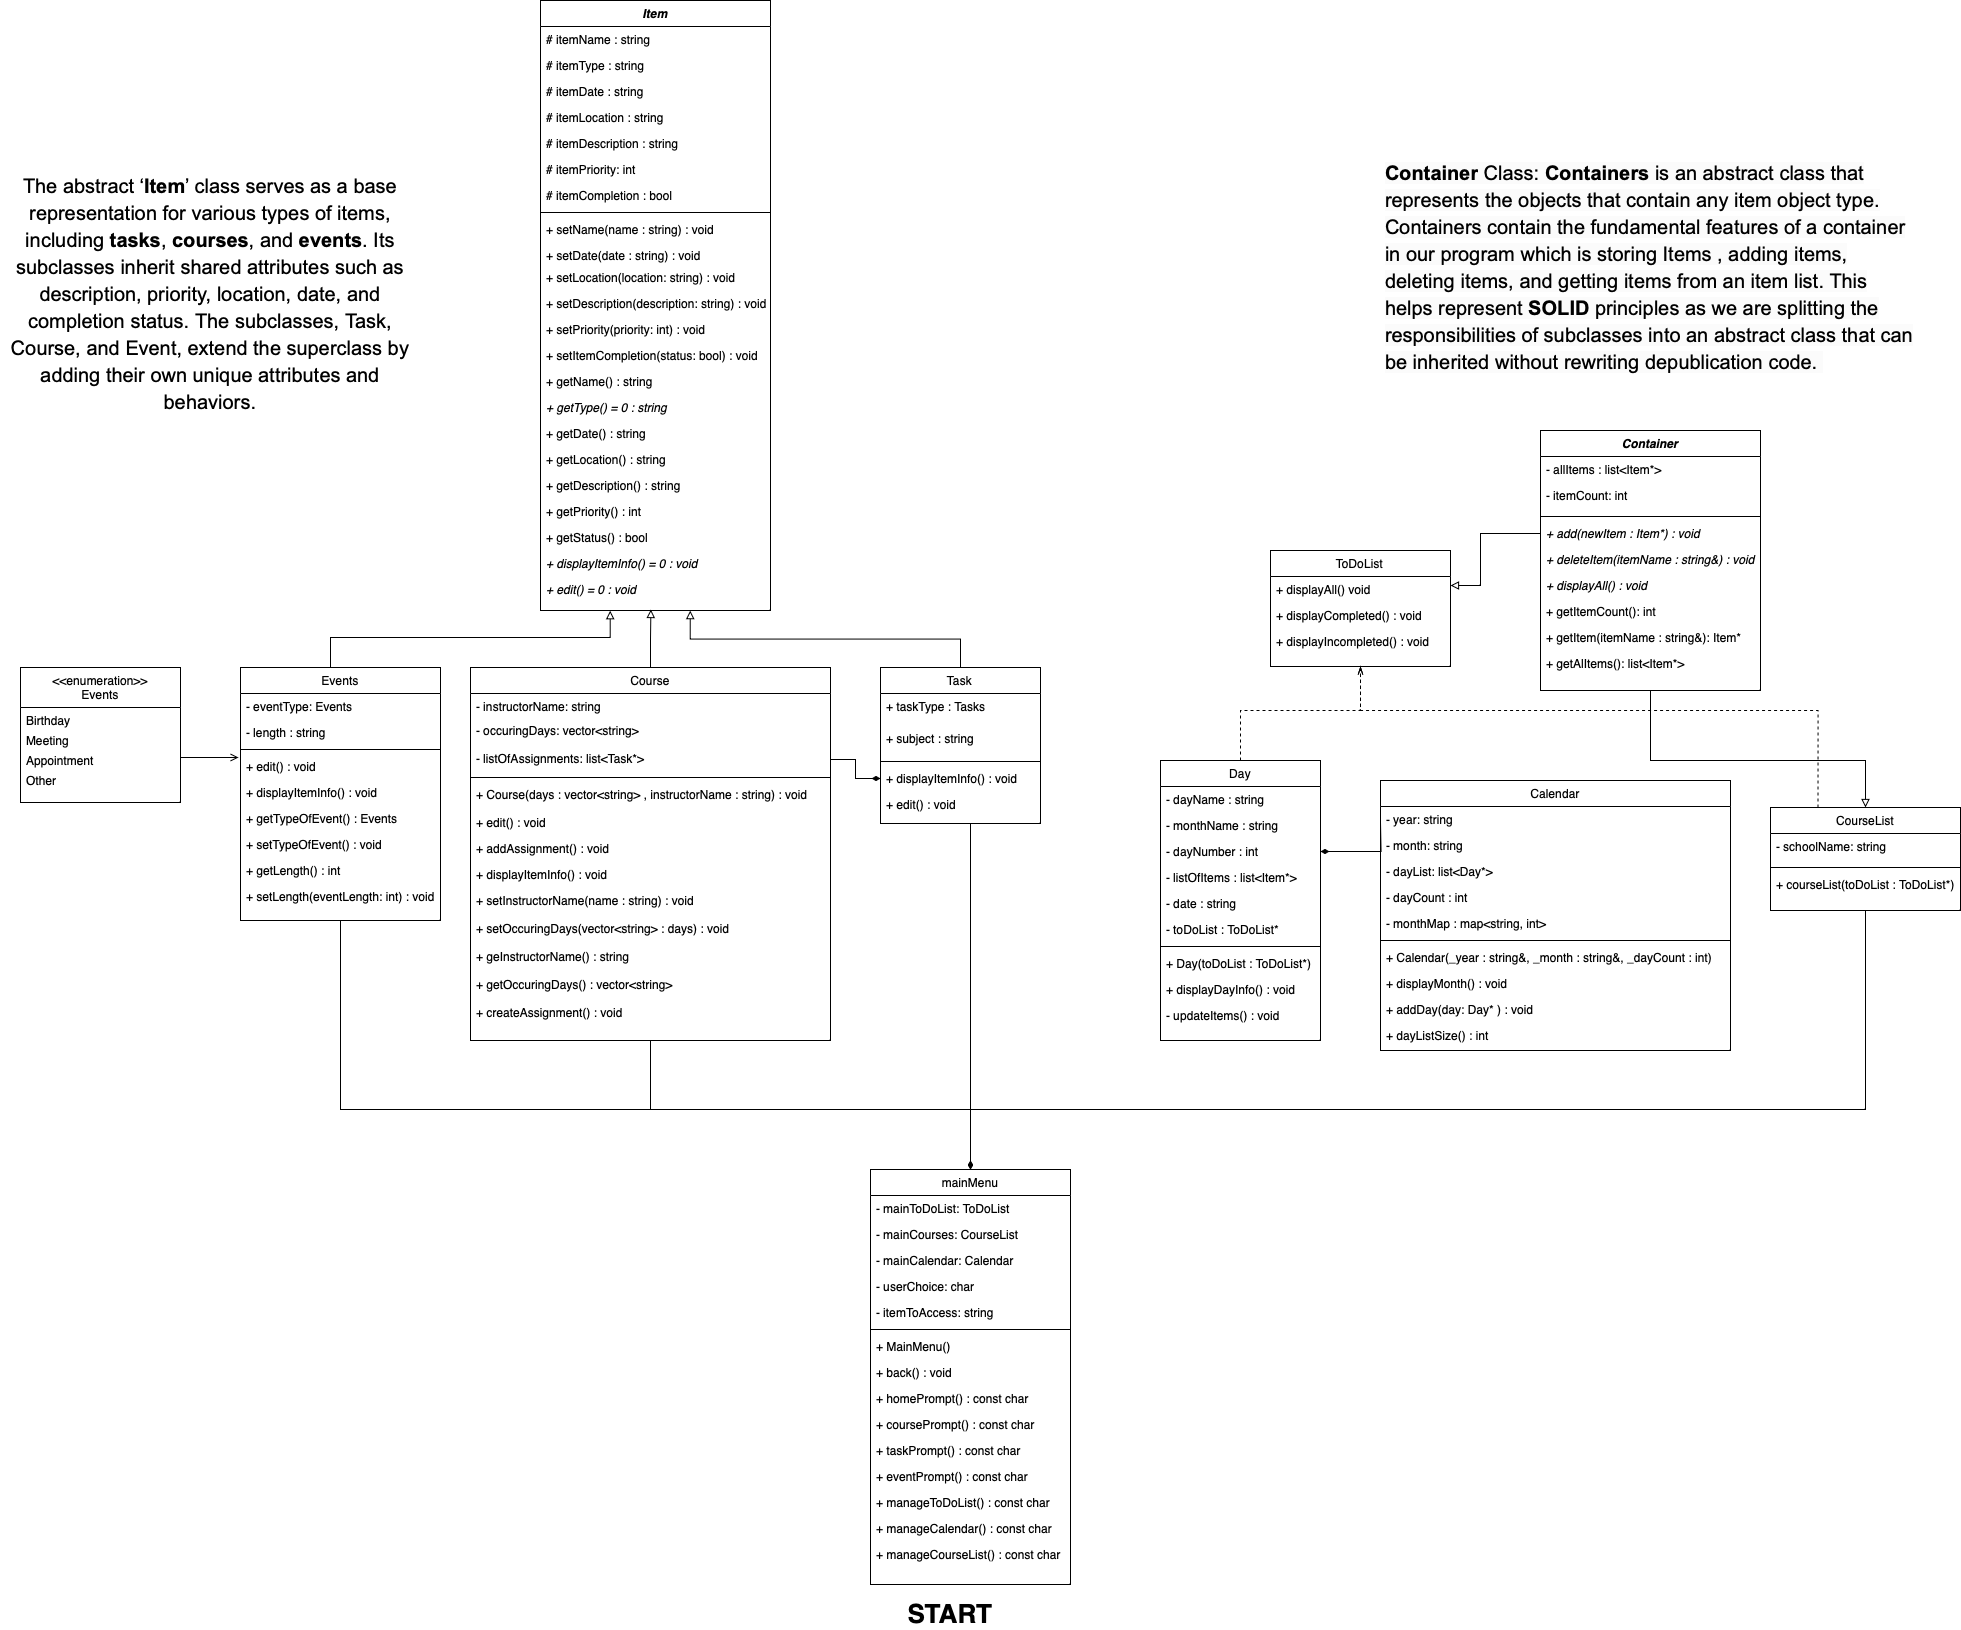 Item
# itemName : string
# itemType : string
# itemDate : string
# itemLocation : string
# itemDescription : string
# itemPriority: int
# itemCompletion : bool
+ setName(name : string) : void
+ setDate(date : string) : void
+ setLocation(location: string) : void
+ setDescription(description: string) : void
+ setPriority(priority: int) : void
+ setItemCompletion(status: bool) : void
+ getName() : string
+ getType() = 0 : string
+ getDate() : string
+ getLocation() : string
+ getDescription() : string
+ getPriority() : int
+ getStatus() : bool
+ displayItemInfo() = 0 : void
+ edit() = 0 : void
The abstract ‘Item’ class serves as a base
representation for various types of items,
including tasks, courses, and events. Its
subclasses inherit shared attributes such as
description, priority, location, date, and
completion status. The subclasses, Task,
Course, and Event, extend the superclass by
adding their own unique attributes and
behaviors.
Container Class: Containers is an abstract class that
represents the objects that contain any item object type.
Containers contain the fundamental features of a container
in our program which is storing Items , adding items,
deleting items, and getting items from an item list. This
helps represent SOLID principles as we are splitting the
responsibilities of subclasses into an abstract class that can
be inherited without rewriting depublication code.
Container
- allItems : list<Item*>
- itemCount: int
+ add(newItem : Item*) : void
+ deleteItem(itemName : string&) : void
+ displayAll() : void
+ getItemCount(): int
+ getItem(itemName : string&): Item*
+ getAllItems(): list<Item*>
ToDoList
+ displayAll() void
+ displayCompleted() : void
+ displayIncompleted() : void
<<enumeration>>
Events
Birthday
Meeting
Appointment
Other
Events
- eventType: Events
- length : string
+ edit() : void
+ displayItemInfo() : void
+ getTypeOfEvent() : Events
+ setTypeOfEvent() : void
+ getLength() : int
+ setLength(eventLength: int) : void
Course
- instructorName: string
- occuringDays: vector<string>
- listOfAssignments: list<Task*>
+ Course(days : vector<string> , instructorName : string) : void
+ edit() : void
+ addAssignment() : void
+ displayItemInfo() : void
+ setInstructorName(name : string) : void
+ setOccuringDays(vector<string> : days) : void
+ geInstructorName() : string
+ getOccuringDays() : vector<string>
+ createAssignment() : void
Task
+ taskType : Tasks
+ subject : string
+ displayItemInfo() : void
+ edit() : void
Day
- dayName : string
- monthName : string
- dayNumber : int
- listOfItems : list<Item*>
- date : string
- toDoList : ToDoList*
+ Day(toDoList : ToDoList*)
+ displayDayInfo() : void
- updateItems() : void
Calendar
- year: string
- month: string
- dayList: list<Day*>
- dayCount : int
- monthMap : map<string, int>
+ Calendar(_year : string&, _month : string&, _dayCount : int)
+ displayMonth() : void
+ addDay(day: Day* ) : void
+ dayListSize() : int
CourseList
- schoolName: string
+ courseList(toDoList : ToDoList*)
mainMenu
- mainToDoList: ToDoList
- mainCourses: CourseList
- mainCalendar: Calendar
- userChoice: char
- itemToAccess: string
+ MainMenu()
+ back() : void
+ homePrompt() : const char
+ coursePrompt() : const char
+ taskPrompt() : const char
+ eventPrompt() : const char
+ manageToDoList() : const char
+ manageCalendar() : const char
+ manageCourseList() : const char
START